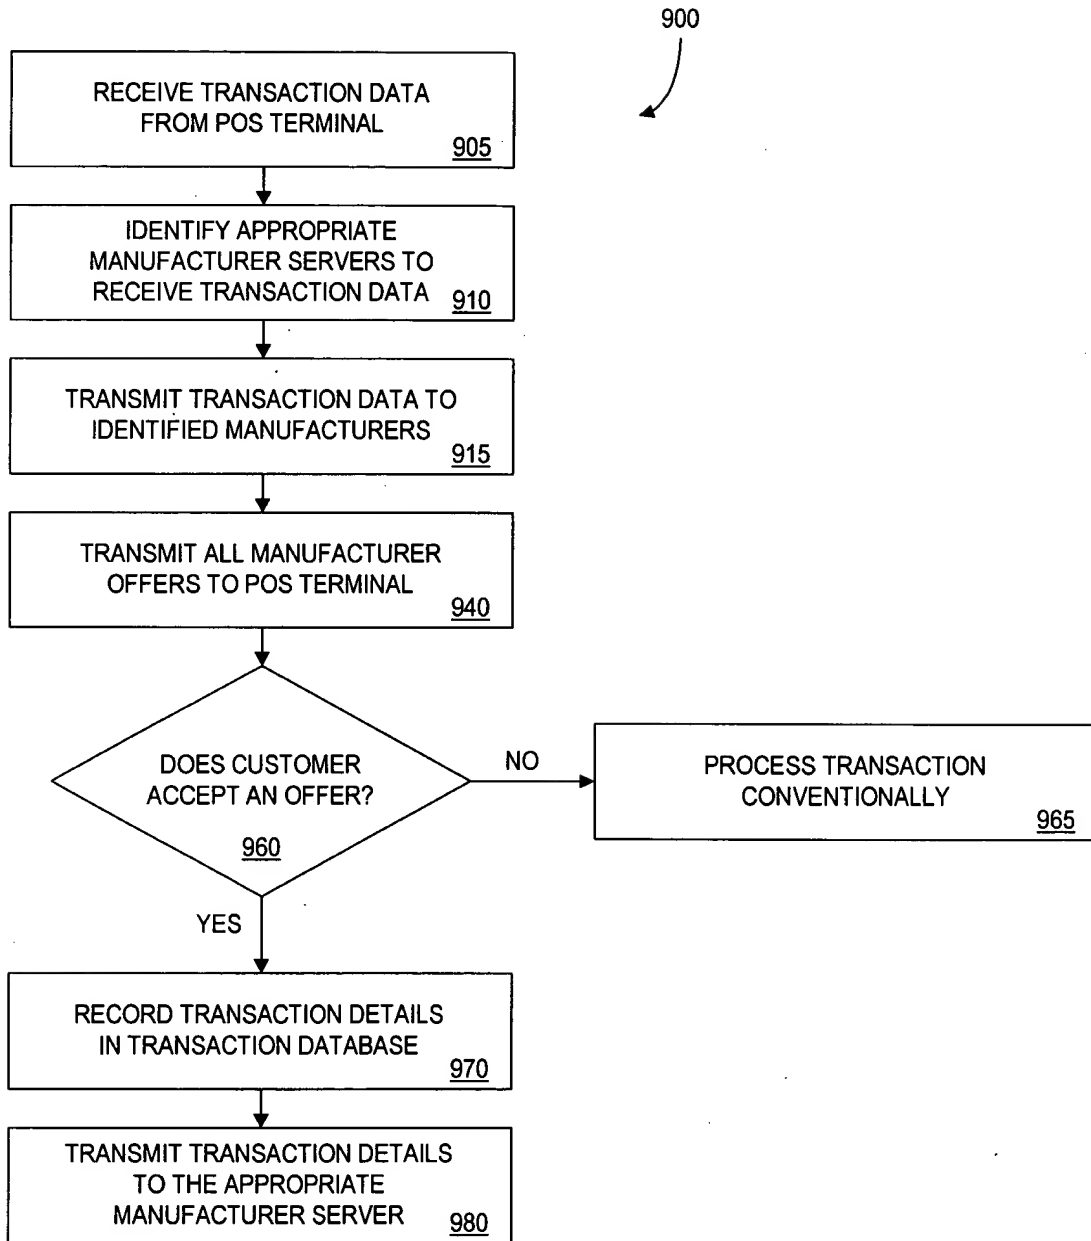 900
RECEIVE TRANSACTION DATA
FROM POS TERMINAL
905
IDENTIFY APPROPRIATE
MANUFACTURER SERVERS TO
RECEIVE TRANSACTION DATA
910
TRANSMIT TRANSACTION DATA TO
IDENTIFIED MANUFACTURERS
915
TRANSMIT ALL MANUFACTURER
OFFERS TO POS TERMINAL
940
DOES CUSTOMER
ACCEPT AN OFFER?
960
NO
PROCESS TRANSACTION
CONVENTIONALLY
965
YES
RECORD TRANSACTION DETAILS
IN TRANSACTION DATABASE
970
TRANSMIT TRANSACTION DETAILS
TO THE APPROPRIATE
MANUFACTURER SERVER
980